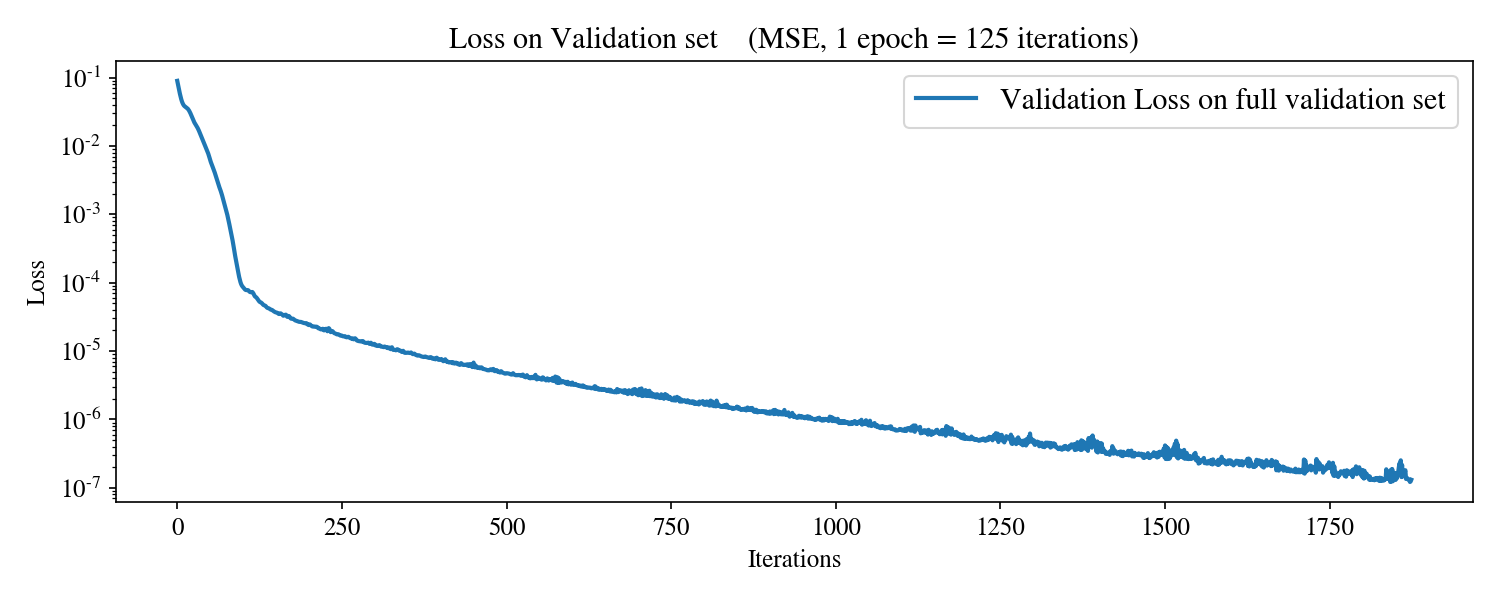 Loss on Validation set (MSE, 1 epoch = 125 iterations)
Validation Loss on full validation set
Loss
10^-1
10^-2
10^-3
10^-4
10^-5
10^-6
10^-7
0 250 500 750 1000 1250 1500 1750
Iterations